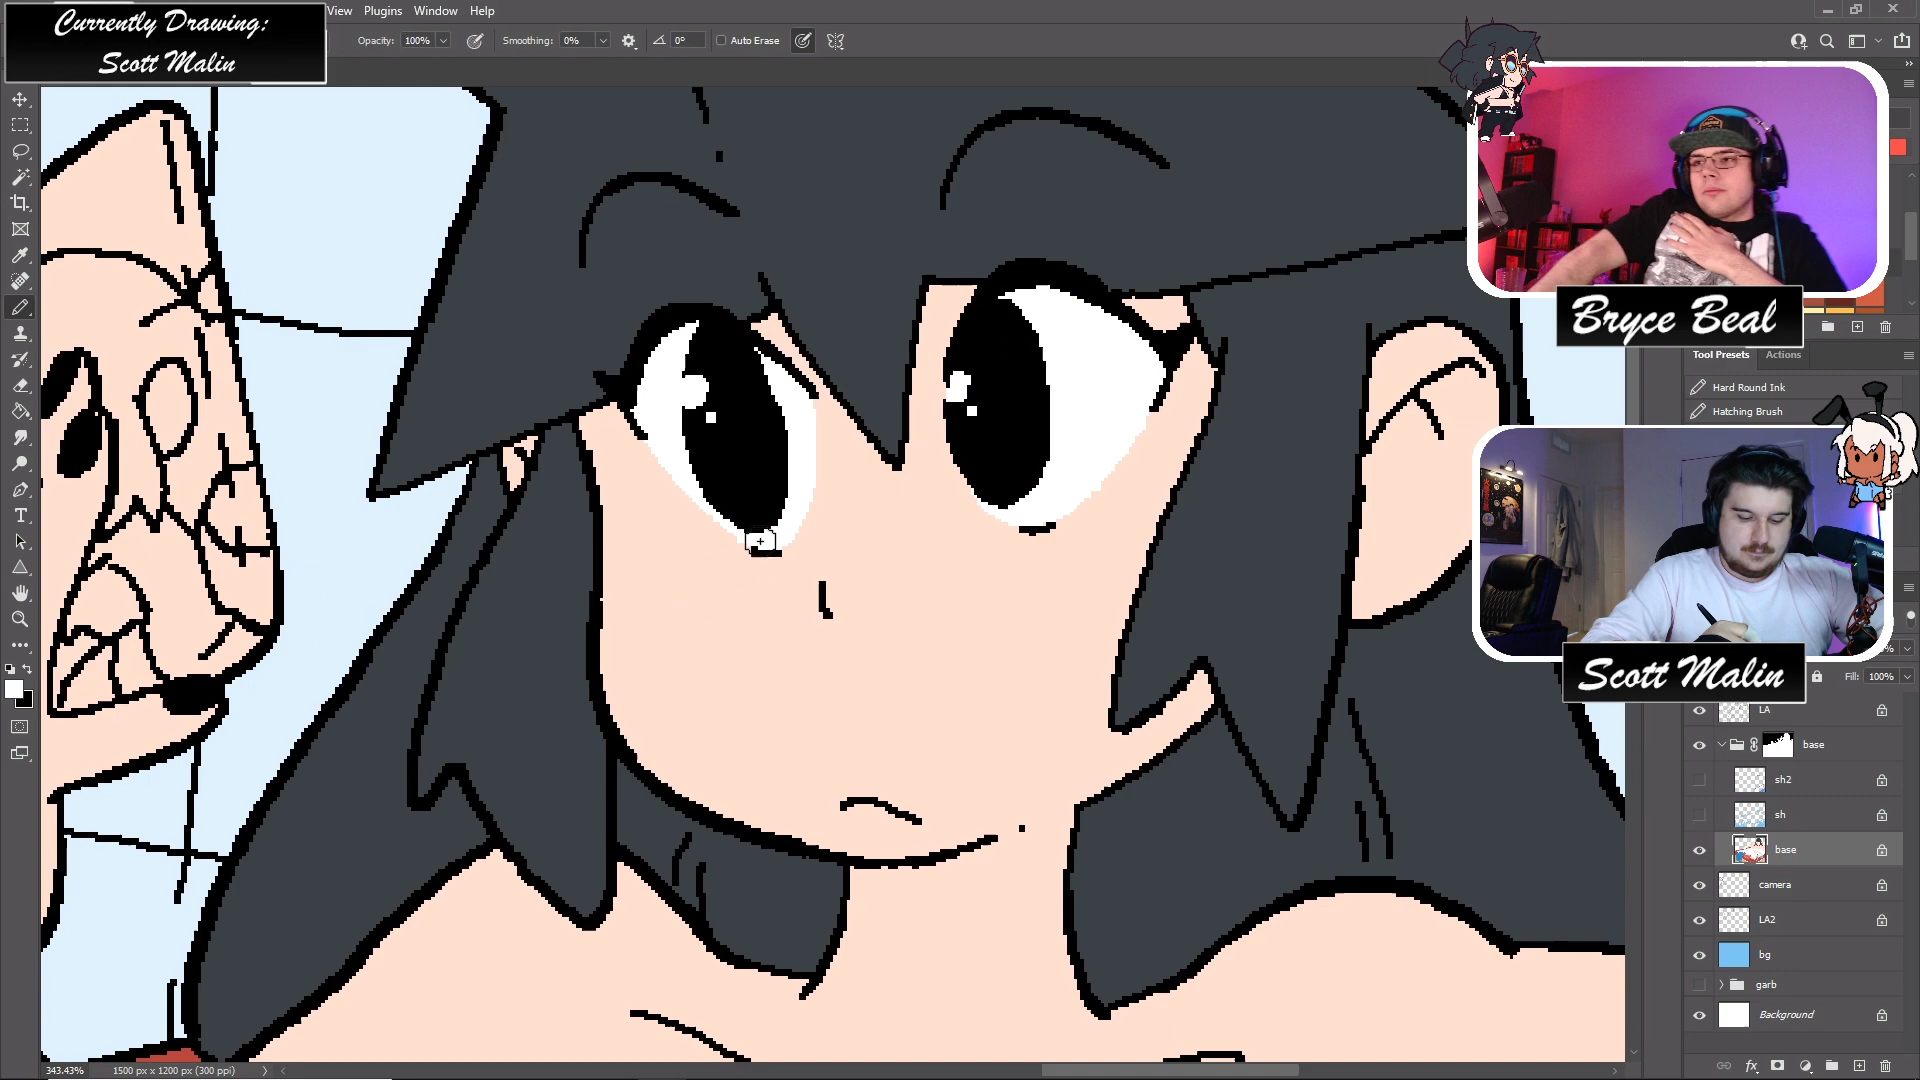 Currently Drawing:
Scott Malin
View Plugins Window Help
Opacity: 100% Smoothing: 0% 0° Auto Erase
Bryce Beal
Tool Presets Actions
Hard Round Ink
Hatching Brush
Scott Malin
Fill: 100%
LA
base
sh2
sh
base
camera
LA2
bg
garb
Background
343.43% 1500 px x 1200 px (300 ppi)